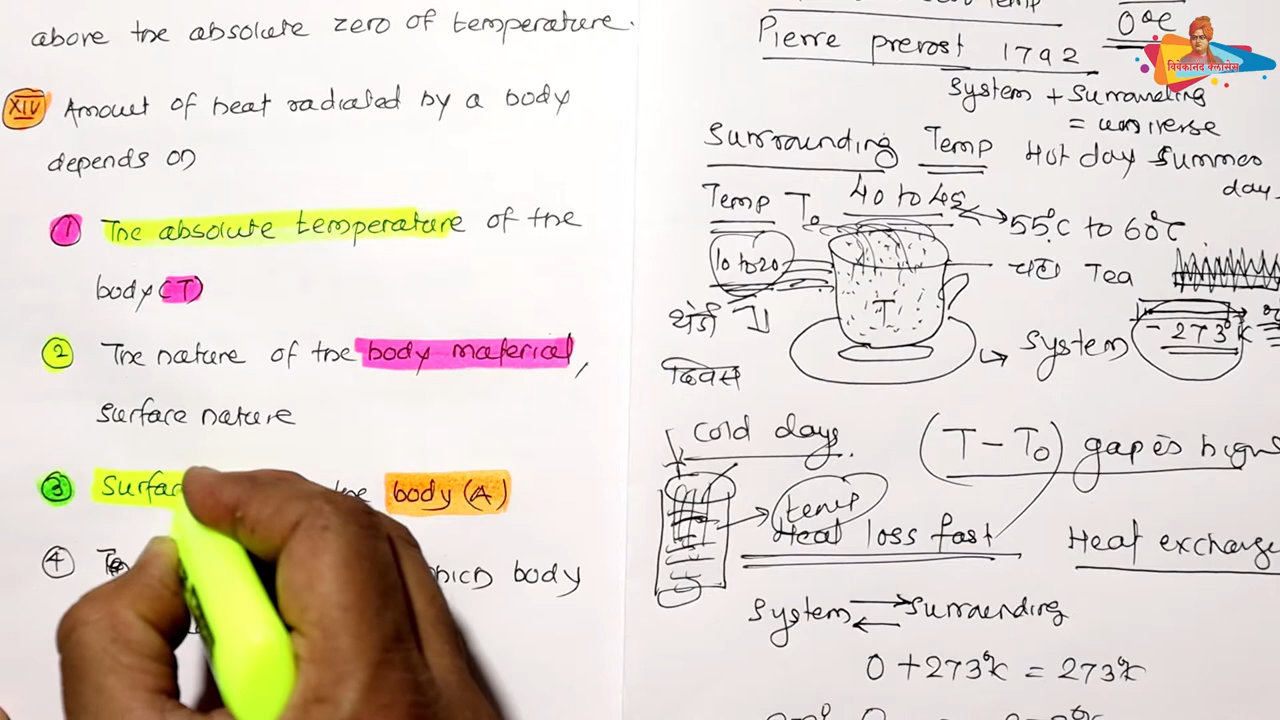 above the absolute zero of temperature.
XIV Amount of heat radiated by a body
depends on
1 The absolute temperature of the
body (T)
2 The nature of the body material,
surface nature
3 Surfac he body (A)
4 hich body
Pierre prevost 1792
0°C
विवेकानंद क्लासेस
System + Surrounding
= universe
Surrounding Temp Hot day Summer
day
Temp T₀ 40 to 45
55°C to 60°C
10 to 20
चहा Tea
थंडी
T
System
-273°K
दिवस
Cold days.
(T - T₀) gap is high
temp
Heat loss fast
Heat exchange
System Surrounding
0 + 273°K = 273°K